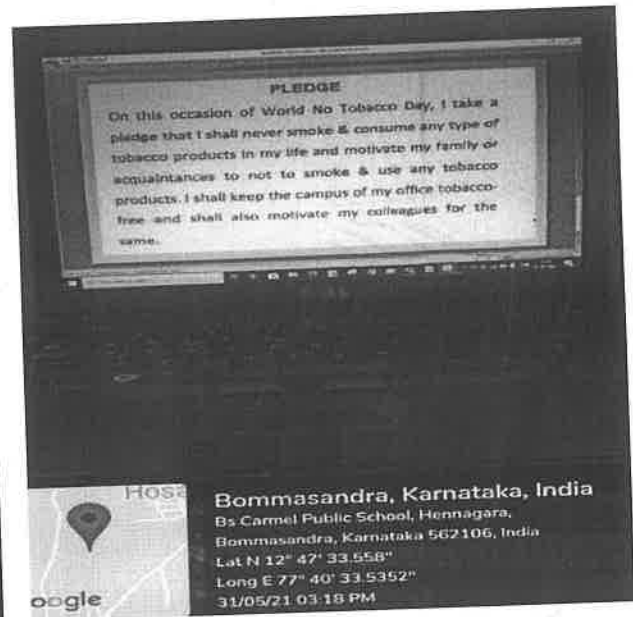 PLEDGE
On this occasion of World No Tobacco Day, I take a
pledge that I shall never smoke & consume any type of
tobacco products in my life and motivate my family or
acquaintances to not to smoke & use any tobacco
products. I shall keep the campus of my office tobacco-
free and shall also motivate my colleagues for the
same.
Hosa
oogle
Bommasandra, Karnataka, India
Bs Carmel Public School, Hennagara,
Bommasandra, Karnataka 562106, India
Lat N 12° 47' 33.558"
Long E 77° 40' 33.5352"
31/05/21 03:18 PM